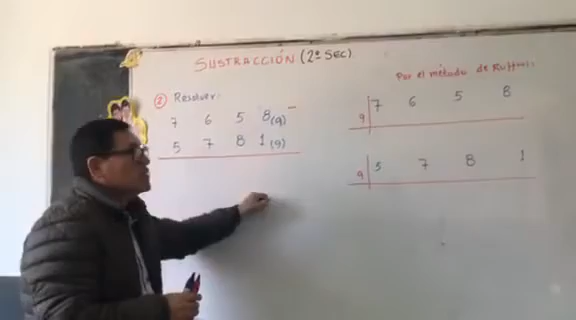 SUSTRACCIÓN (2º SEC).
② Resolver:
7 6 5 8(9) −
5 7 8 1(9)
Por el método de Ruffini:
7 6 5 8
9
5 7 8 1
9